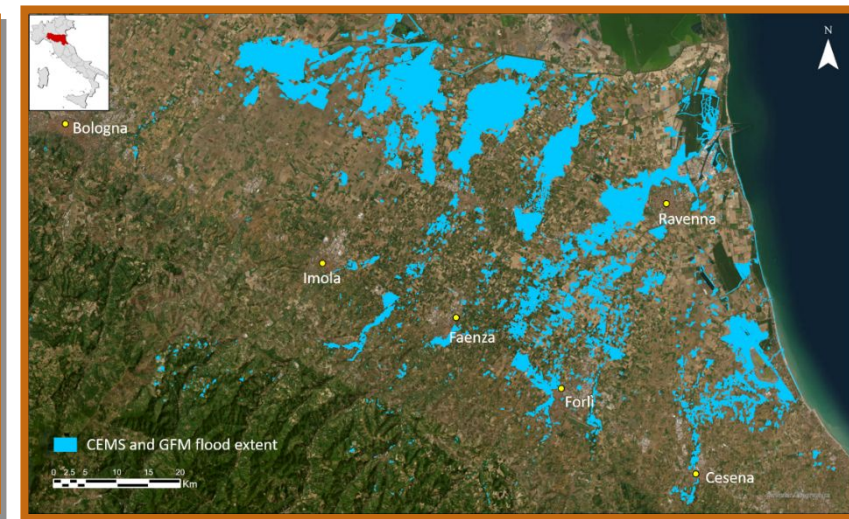 N
Bologna
Ravenna
Imola
Faenza
Forlì
CEMS and GFM flood extent
0 2.5 5 10 15 20
Km
Cesena